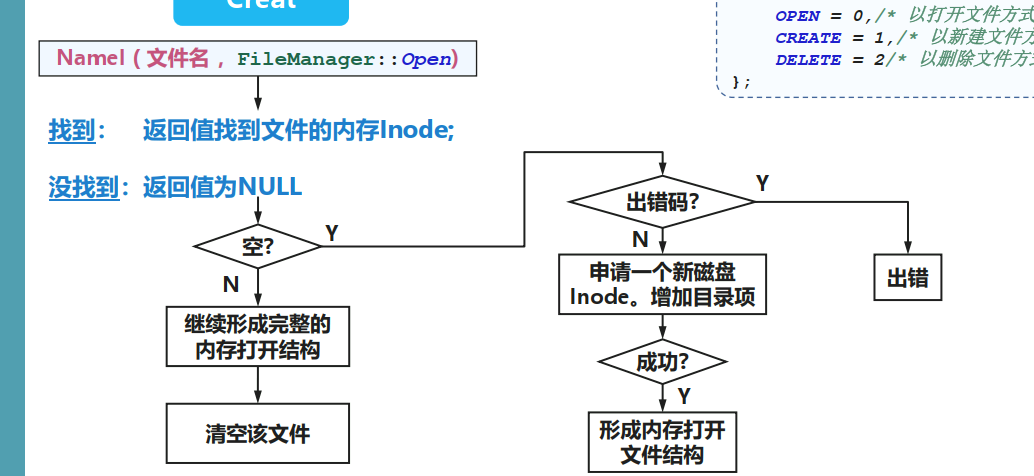 Creat
OPEN = 0,/* 以打开文件方式
CREATE = 1,/* 以新建文件方
DELETE = 2/* 以删除文件方式
};
NameI（文件名， FileManager::Open)
找到： 返回值找到文件的内存Inode;
没找到：返回值为NULL
空?
Y
N
继续形成完整的
内存打开结构
清空该文件
出错码?
Y
N
出错
申请一个新磁盘
Inode。增加目录项
成功?
Y
形成内存打开
文件结构